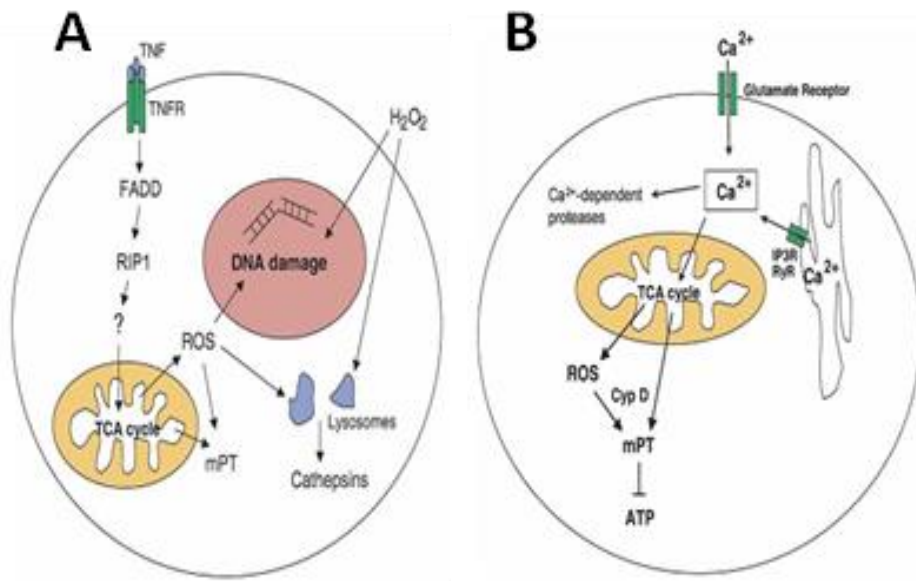 A
TNF
TNFR
FADD
RIP1
?
ROS
TCA cycle
mPT
H₂O₂
DNA damage
Lysosomes
Cathepsins
B
Ca²⁺
Glutamate Receptor
Ca²⁺
Ca²⁺-dependent
proteases
IP3R
RyR
Ca²⁺
TCA cycle
ROS
Cyp D
mPT
ATP